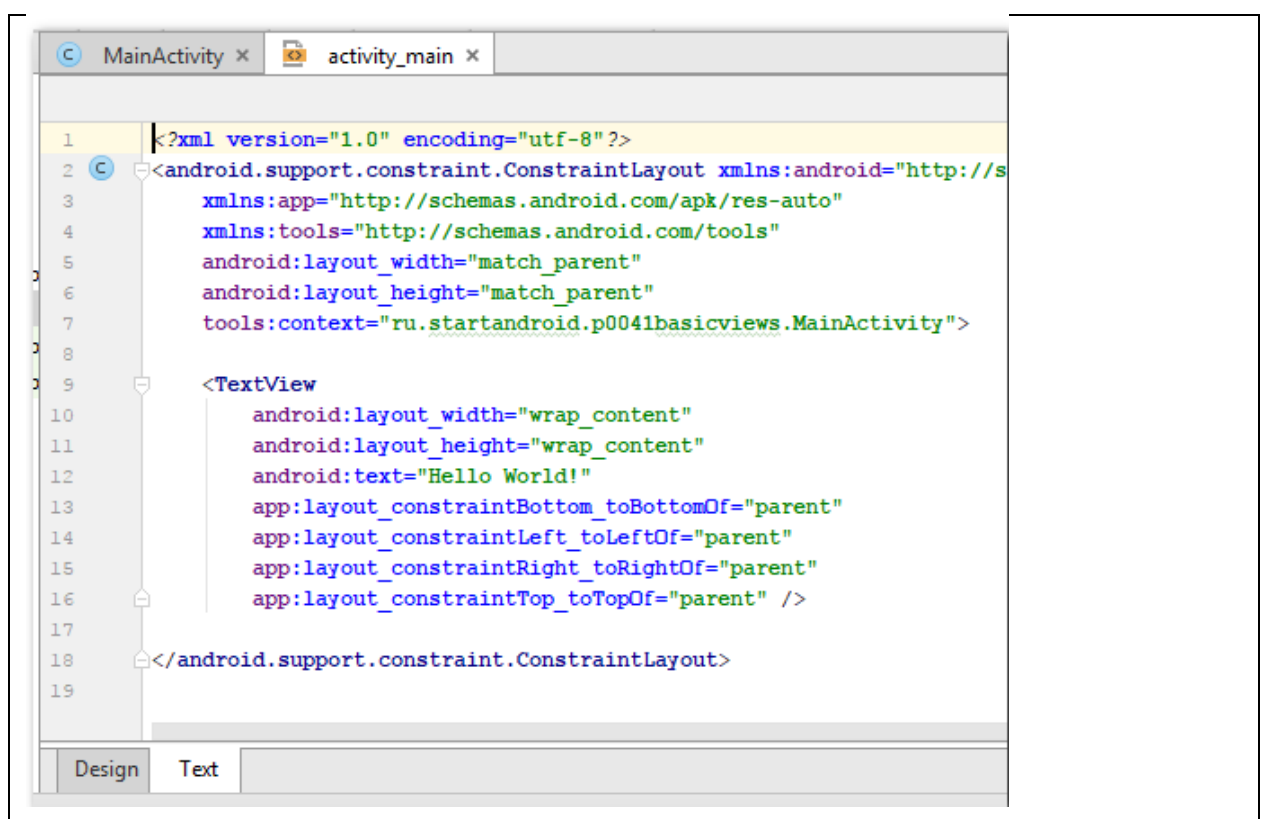 MainActivity × activity_main ×
1 <?xml version="1.0" encoding="utf-8"?>
2 C <android.support.constraint.ConstraintLayout xmlns:android="http://s
3 xmlns:app="http://schemas.android.com/apk/res-auto"
4 xmlns:tools="http://schemas.android.com/tools"
5 android:layout_width="match_parent"
6 android:layout_height="match_parent"
7 tools:context="ru.startandroid.p0041basicviews.MainActivity">
8
9 <TextView
10 android:layout_width="wrap_content"
11 android:layout_height="wrap_content"
12 android:text="Hello World!"
13 app:layout_constraintBottom_toBottomOf="parent"
14 app:layout_constraintLeft_toLeftOf="parent"
15 app:layout_constraintRight_toRightOf="parent"
16 app:layout_constraintTop_toTopOf="parent" />
17
18 </android.support.constraint.ConstraintLayout>
19
Design Text